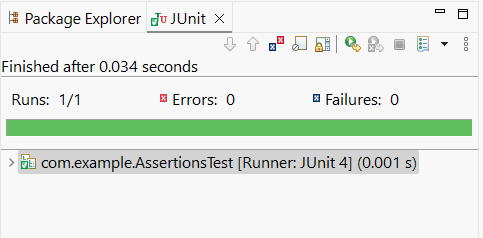 Package Explorer JUnit
Finished after 0.034 seconds
Runs: 1/1 Errors: 0 Failures: 0
com.example.AssertionsTest [Runner: JUnit 4] (0.001 s)